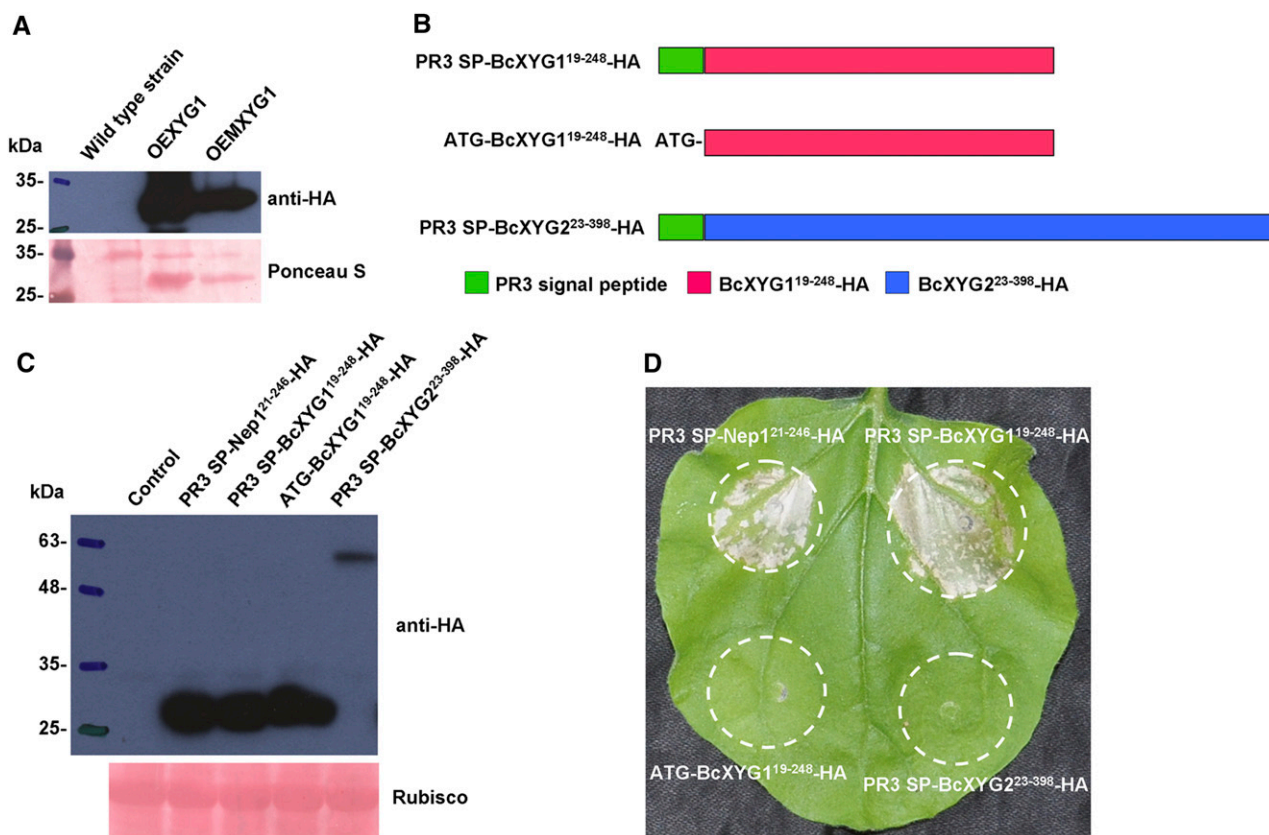 A
Wild type strain
OEXYG1
OEMXYG1
kDa
35-
25-
anti-HA
35-
25-
Ponceau S
B
PR3 SP-BcXYG1¹⁹⁻²⁴⁸-HA
ATG-BcXYG1¹⁹⁻²⁴⁸-HA ATG-
PR3 SP-BcXYG2²³⁻³⁹⁸-HA
PR3 signal peptide BcXYG1¹⁹⁻²⁴⁸-HA BcXYG2²³⁻³⁹⁸-HA
C
Control
PR3 SP-Nep1²¹⁻²⁴⁶-HA
PR3 SP-BcXYG1¹⁹⁻²⁴⁸-HA
ATG-BcXYG1¹⁹⁻²⁴⁸-HA
PR3 SP-BcXYG2²³⁻³⁹⁸-HA
kDa
63-
48-
35-
25-
anti-HA
Rubisco
D
PR3 SP-Nep1²¹⁻²⁴⁶-HA PR3 SP-BcXYG1¹⁹⁻²⁴⁸-HA
ATG-BcXYG1¹⁹⁻²⁴⁸-HA PR3 SP-BcXYG2²³⁻³⁹⁸-HA